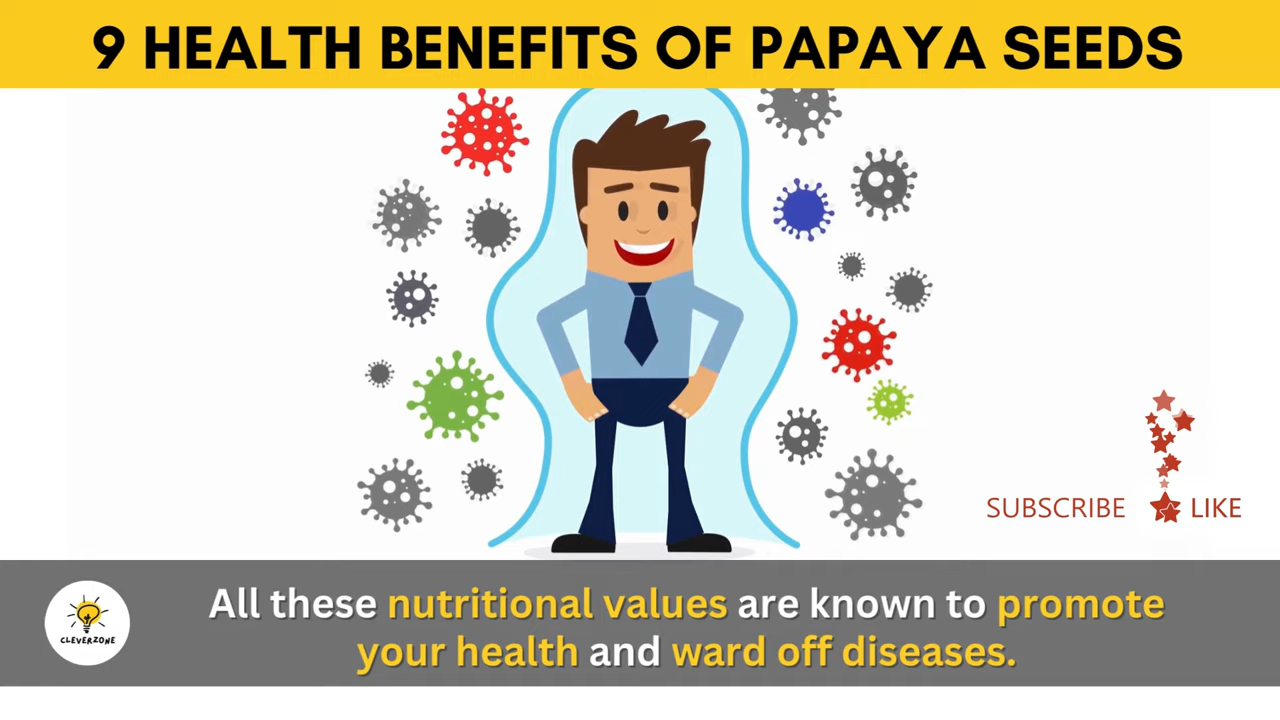 9 HEALTH BENEFITS OF PAPAYA SEEDS
SUBSCRIBE LIKE
CLEVERZONE
All these nutritional values are known to promote
your health and ward off diseases.